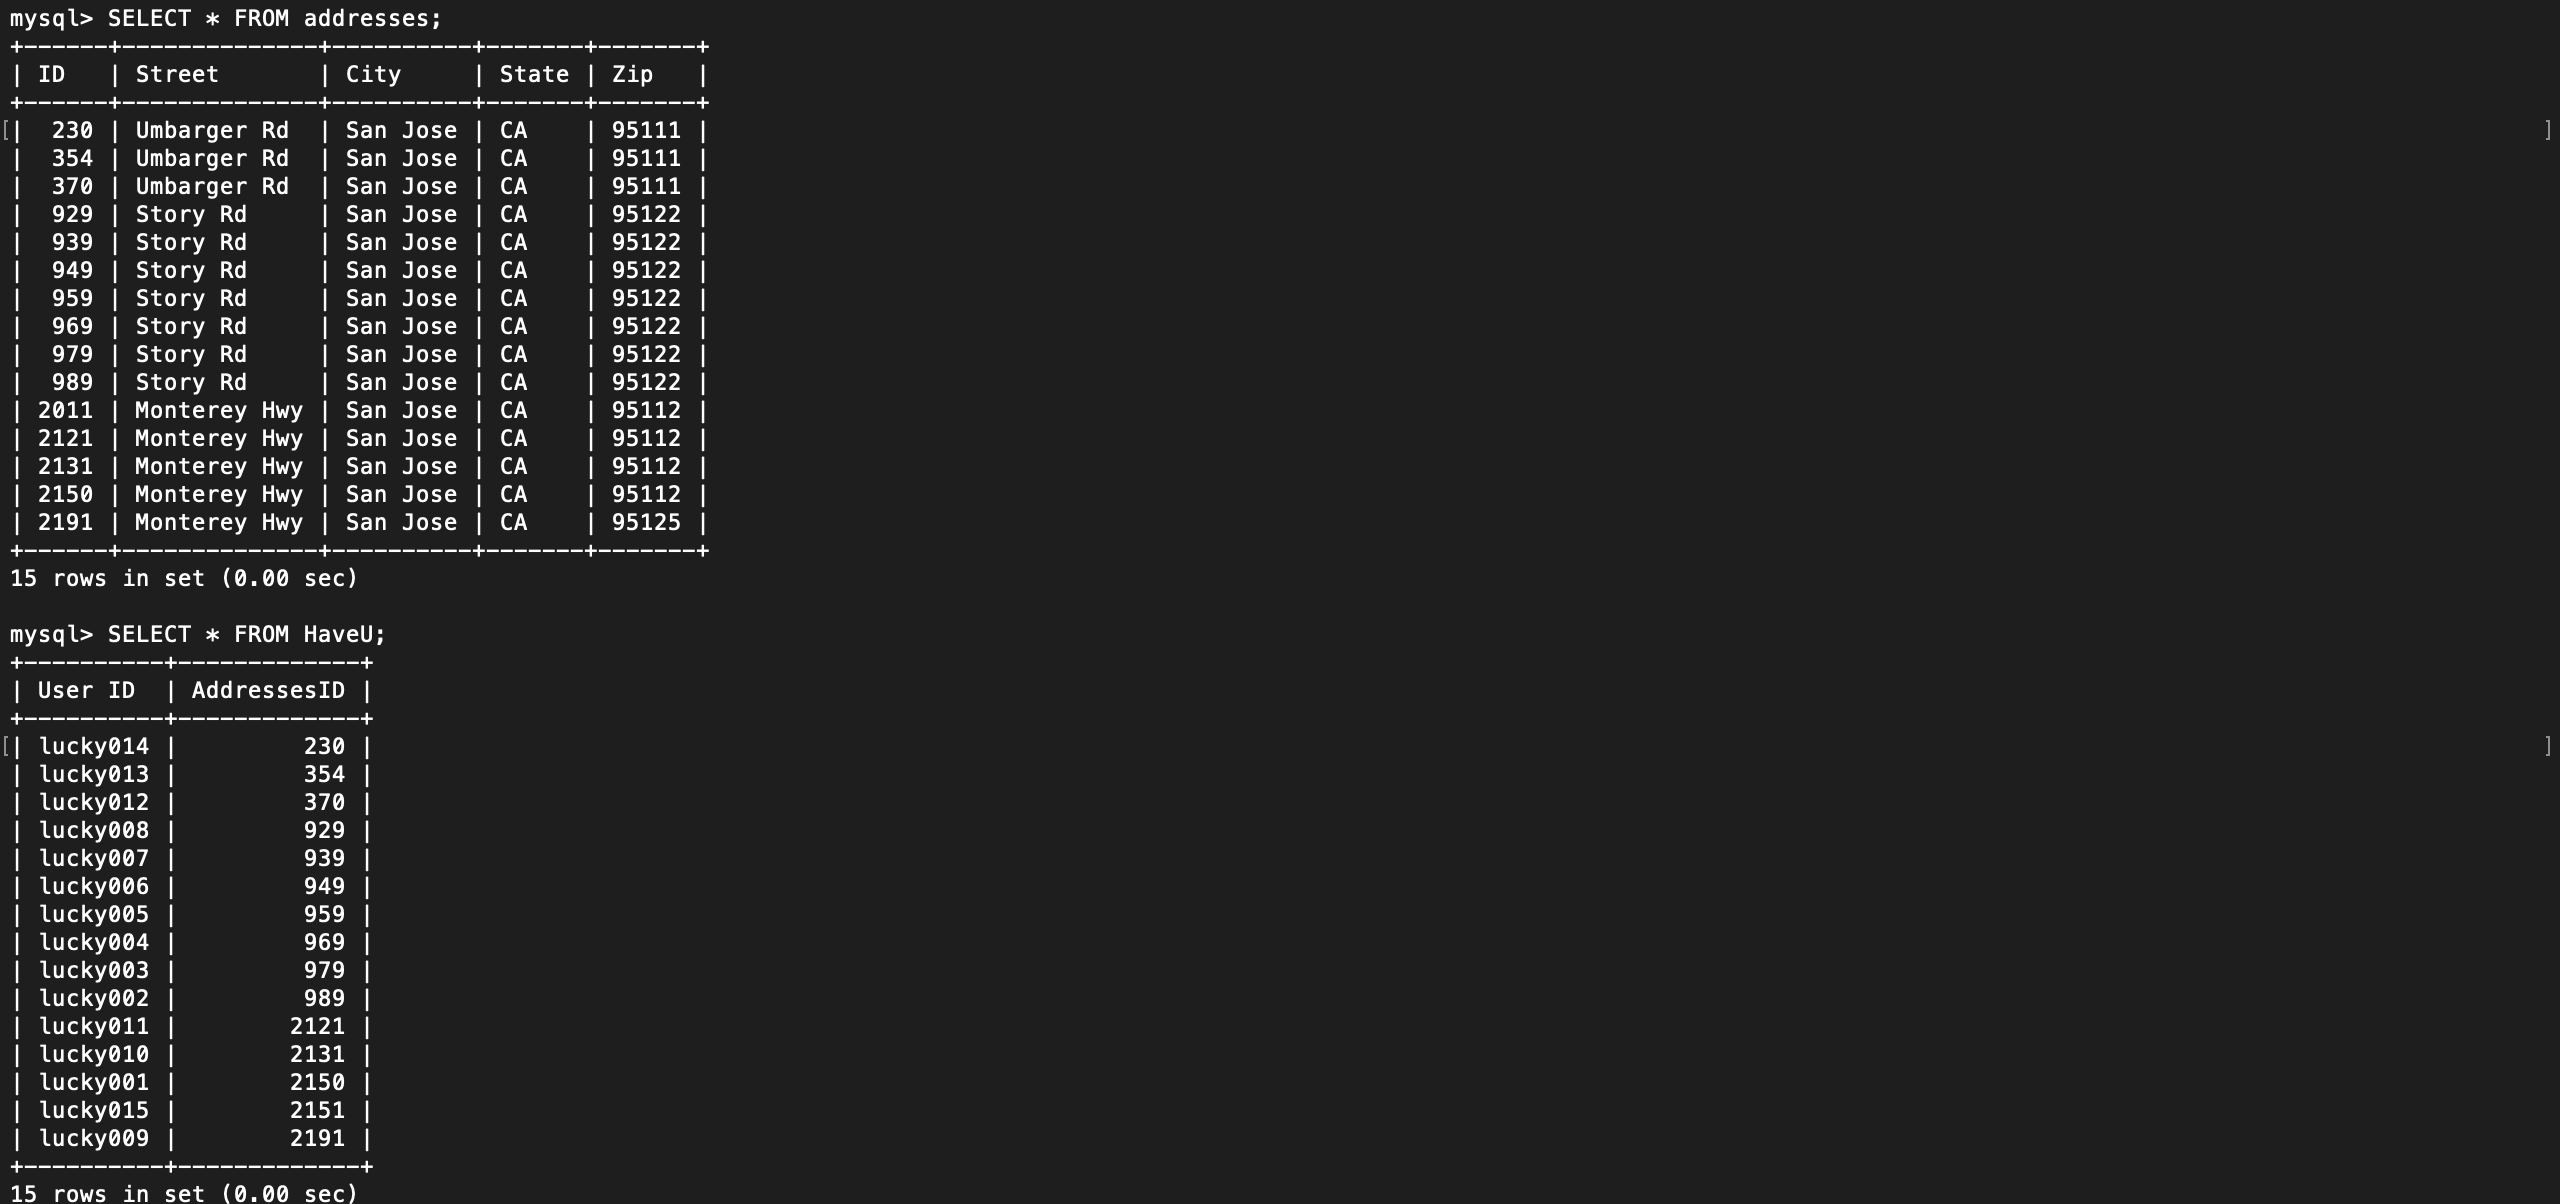 mysql> SELECT * FROM addresses;
+------+--------------+----------+-------+-------+
| ID   | Street       | City     | State | Zip   |
+------+--------------+----------+-------+-------+
[|  230 | Umbarger Rd  | San Jose | CA    | 95111 | ]
|  354 | Umbarger Rd  | San Jose | CA    | 95111 |
|  370 | Umbarger Rd  | San Jose | CA    | 95111 |
|  929 | Story Rd     | San Jose | CA    | 95122 |
|  939 | Story Rd     | San Jose | CA    | 95122 |
|  949 | Story Rd     | San Jose | CA    | 95122 |
|  959 | Story Rd     | San Jose | CA    | 95122 |
|  969 | Story Rd     | San Jose | CA    | 95122 |
|  979 | Story Rd     | San Jose | CA    | 95122 |
|  989 | Story Rd     | San Jose | CA    | 95122 |
| 2011 | Monterey Hwy | San Jose | CA    | 95112 |
| 2121 | Monterey Hwy | San Jose | CA    | 95112 |
| 2131 | Monterey Hwy | San Jose | CA    | 95112 |
| 2150 | Monterey Hwy | San Jose | CA    | 95112 |
| 2191 | Monterey Hwy | San Jose | CA    | 95125 |
+------+--------------+----------+-------+-------+
15 rows in set (0.00 sec)

mysql> SELECT * FROM HaveU;
+----------+-------------+
| User ID  | AddressesID |
+----------+-------------+
[| lucky014 |         230 | ]
| lucky013 |         354 |
| lucky012 |         370 |
| lucky008 |         929 |
| lucky007 |         939 |
| lucky006 |         949 |
| lucky005 |         959 |
| lucky004 |         969 |
| lucky003 |         979 |
| lucky002 |         989 |
| lucky011 |        2121 |
| lucky010 |        2131 |
| lucky001 |        2150 |
| lucky015 |        2151 |
| lucky009 |        2191 |
+----------+-------------+
15 rows in set (0.00 sec)